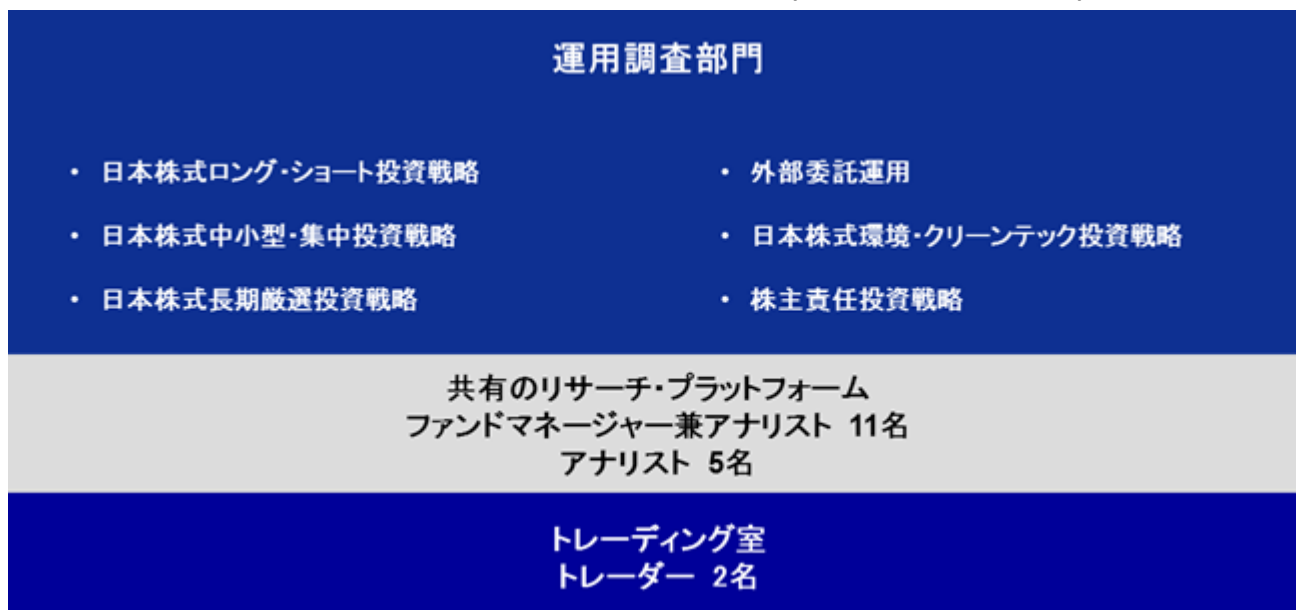 運用調査部門
・ 日本株式ロング・ショート投資戦略
・ 日本株式中小型・集中投資戦略
・ 日本株式長期厳選投資戦略
・ 外部委託運用
・ 日本株式環境・クリーンテック投資戦略
・ 株主責任投資戦略
共有のリサーチ・プラットフォーム
ファンドマネージャー兼アナリスト 11名
アナリスト 5名
トレーディング室
トレーダー 2名